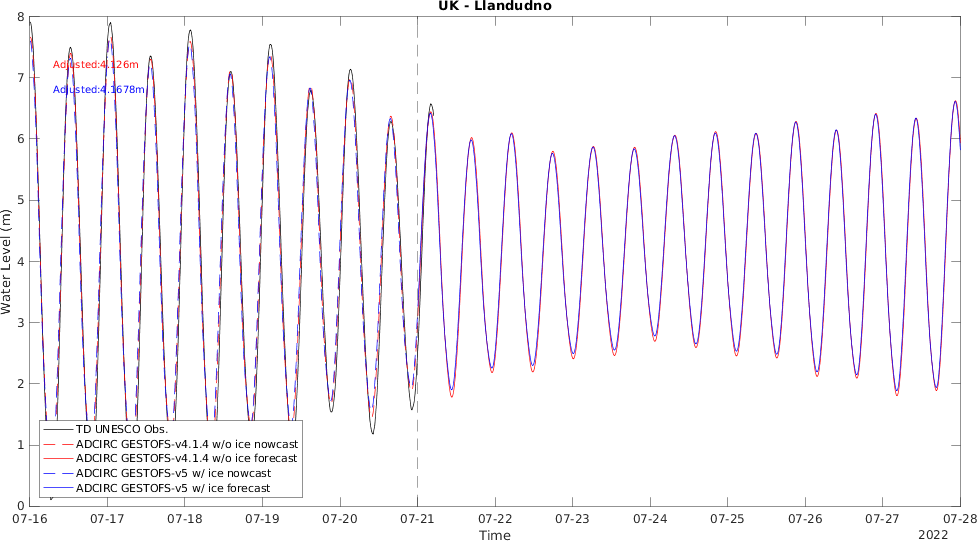 UK - Llandudno
8
7
6
5
4
3
2
1
0
Water Level (m)
Adjusted:4.126m
Adjusted:4.1678m
TD UNESCO Obs.
ADCIRC GESTOFS-v4.1.4 w/o ice nowcast
ADCIRC GESTOFS-v4.1.4 w/o ice forecast
ADCIRC GESTOFS-v5 w/ ice nowcast
ADCIRC GESTOFS-v5 w/ ice forecast
07-16 07-17 07-18 07-19 07-20 07-21 07-22 07-23 07-24 07-25 07-26 07-27 07-28
Time
2022